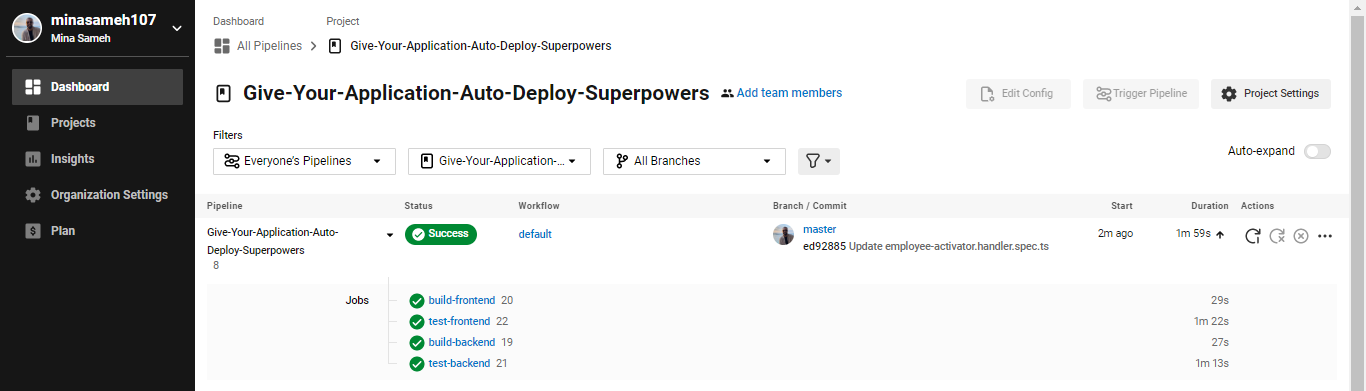 minasameh107
Mina Sameh
Dashboard
Projects
Insights
Organization Settings
Plan
Dashboard
Project
All Pipelines
Give-Your-Application-Auto-Deploy-Superpowers
Give-Your-Application-Auto-Deploy-Superpowers
Add team members
Edit Config
Trigger Pipeline
Project Settings
Filters
Everyone's Pipelines
Give-Your-Application-...
All Branches
Auto-expand
Pipeline Status Workflow Branch / Commit Start Duration Actions
Give-Your-Application-Auto-
Deploy-Superpowers
8
Success
default
master
ed92885 Update employee-activator.handler.spec.ts
2m ago
1m 59s
Jobs
build-frontend 20 29s
test-frontend 22 1m 22s
build-backend 19 27s
test-backend 21 1m 13s